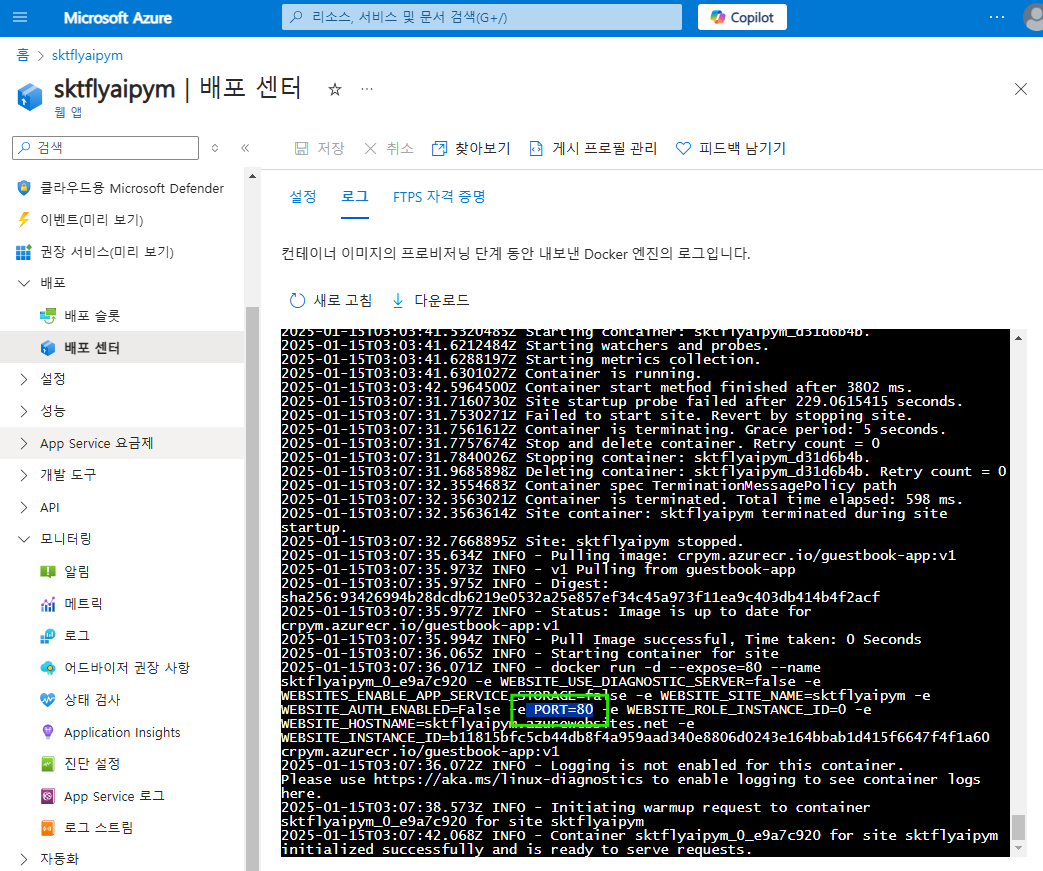 Microsoft Azure
리소스, 서비스 및 문서 검색(G+/)
Copilot
홈 > sktflyaipym
sktflyaipym | 배포 센터
웹 앱
검색
저장
취소
찾아보기
게시 프로필 관리
피드백 남기기
클라우드용 Microsoft Defender
이벤트(미리 보기)
권장 서비스(미리 보기)
배포
배포 슬롯
배포 센터
설정
성능
App Service 요금제
개발 도구
API
모니터링
알림
메트릭
로그
어드바이저 권장 사항
상태 검사
Application Insights
진단 설정
App Service 로그
로그 스트림
자동화
설정
로그
FTPS 자격 증명
컨테이너 이미지의 프로비저닝 단계 동안 내보낸 Docker 엔진의 로그입니다.
새로 고침
다운로드
2025-01-15T03:03:41.5320485Z Starting container: sktflyaipym_d31d6b4b.
2025-01-15T03:03:41.6212484Z Starting watchers and probes.
2025-01-15T03:03:41.6288197Z Starting metrics collection.
2025-01-15T03:03:41.6301027Z Container is running.
2025-01-15T03:03:42.5964500Z Container start method finished after 3802 ms.
2025-01-15T03:07:31.7160730Z Site startup probe failed after 229.0615415 seconds.
2025-01-15T03:07:31.7530271Z Failed to start site. Revert by stopping site.
2025-01-15T03:07:31.7561612Z Container is terminating. Grace period: 5 seconds.
2025-01-15T03:07:31.7757674Z Stop and delete container. Retry count = 0
2025-01-15T03:07:31.7840026Z Stopping container: sktflyaipym_d31d6b4b.
2025-01-15T03:07:31.9685898Z Deleting container: sktflyaipym_d31d6b4b. Retry count = 0
2025-01-15T03:07:32.3554683Z Container spec TerminationMessagePolicy path
2025-01-15T03:07:32.3563021Z Container is terminated. Total time elapsed: 598 ms.
2025-01-15T03:07:32.3563614Z Site container: sktflyaipym terminated during site
startup.
2025-01-15T03:07:32.7668895Z Site: sktflyaipym stopped.
2025-01-15T03:07:35.634Z INFO - Pulling image: crpym.azurecr.io/guestbook-app:v1
2025-01-15T03:07:35.973Z INFO - v1 Pulling from guestbook-app
2025-01-15T03:07:35.975Z INFO - Digest:
sha256:93426994b28dcdb6219e0532a25e857ef34c45a973f11ea9c403db414b4f2acf
2025-01-15T03:07:35.977Z INFO - Status: Image is up to date for
crpym.azurecr.io/guestbook-app:v1
2025-01-15T03:07:35.994Z INFO - Pull Image successful, Time taken: 0 Seconds
2025-01-15T03:07:36.065Z INFO - Starting container for site
2025-01-15T03:07:36.071Z INFO - docker run -d --expose=80 --name
sktflyaipym_0_e9a7c920 -e WEBSITE_USE_DIAGNOSTIC_SERVER=false -e
WEBSITES_ENABLE_APP_SERVICE_STORAGE=false -e WEBSITE_SITE_NAME=sktflyaipym -e
WEBSITE_AUTH_ENABLED=False -e PORT=80 -e WEBSITE_ROLE_INSTANCE_ID=0 -e
WEBSITE_HOSTNAME=sktflyaipym.azurewebsites.net -e
WEBSITE_INSTANCE_ID=b11815bfc5cb44db8f4a959aad340e8806d0243e164bbab1d415f6647f4f1a60
crpym.azurecr.io/guestbook-app:v1
2025-01-15T03:07:36.072Z INFO - Logging is not enabled for this container.
Please use https://aka.ms/linux-diagnostics to enable logging to see container logs
here.
2025-01-15T03:07:38.573Z INFO - Initiating warmup request to container
sktflyaipym_0_e9a7c920 for site sktflyaipym
2025-01-15T03:07:42.068Z INFO - Container sktflyaipym_0_e9a7c920 for site sktflyaipym
initialized successfully and is ready to serve requests.